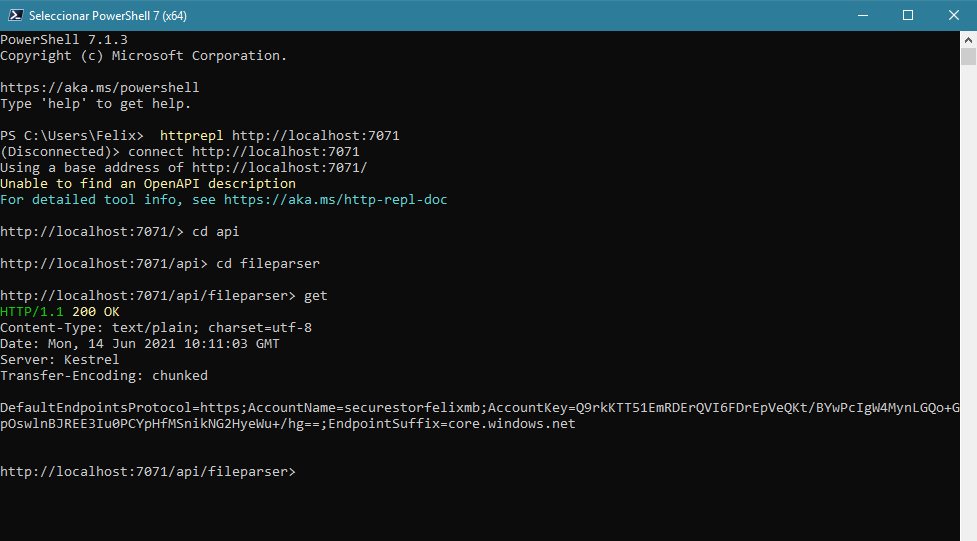 Seleccionar PowerShell 7 (x64)
PowerShell 7.1.3
Copyright (c) Microsoft Corporation.
https://aka.ms/powershell
Type 'help' to get help.
PS C:\Users\Felix>  httprepl http://localhost:7071
(Disconnected)> connect http://localhost:7071
Using a base address of http://localhost:7071/
Unable to find an OpenAPI description
For detailed tool info, see https://aka.ms/http-repl-doc
http://localhost:7071/> cd api
http://localhost:7071/api> cd fileparser
http://localhost:7071/api/fileparser> get
HTTP/1.1 200 OK
Content-Type: text/plain; charset=utf-8
Date: Mon, 14 Jun 2021 10:11:03 GMT
Server: Kestrel
Transfer-Encoding: chunked
DefaultEndpointsProtocol=https;AccountName=securestorfelixmb;AccountKey=Q9rkKTT51EmRDErQVI6FDrEpVeQKt/BYwPcIgW4MynLGQo+G
pOswlnBJREE3Iu0PCYpHfMSnikNG2HyeWu+/hg==;EndpointSuffix=core.windows.net
http://localhost:7071/api/fileparser>